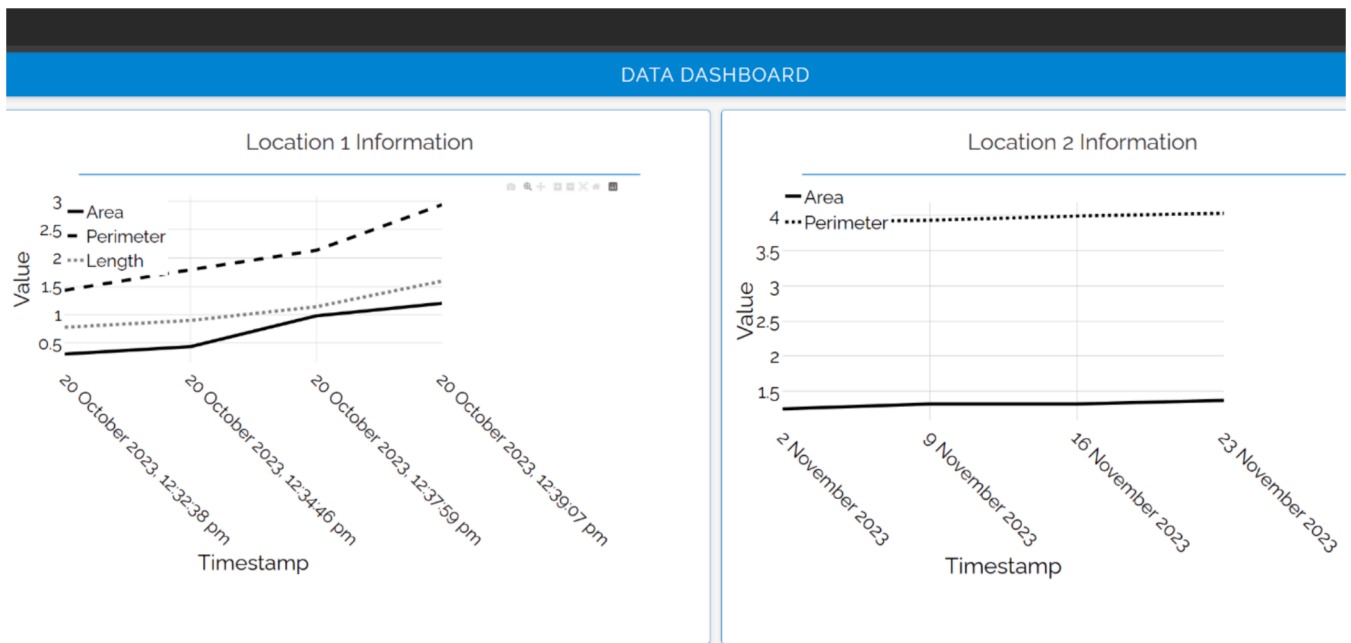 DATA DASHBOARD
Location 1 Information
3
2.5
2
1.5
1
0.5
Value
Area
Perimeter
Length
20 October 2023, 12:32:38 pm
20 October 2023, 12:34:46 pm
20 October 2023, 12:37:59 pm
20 October 2023, 12:39:07 pm
Timestamp
Location 2 Information
Area
Perimeter
4
3.5
3
2.5
2
1.5
Value
2 November 2023
9 November 2023
16 November 2023
23 November 2023
Timestamp